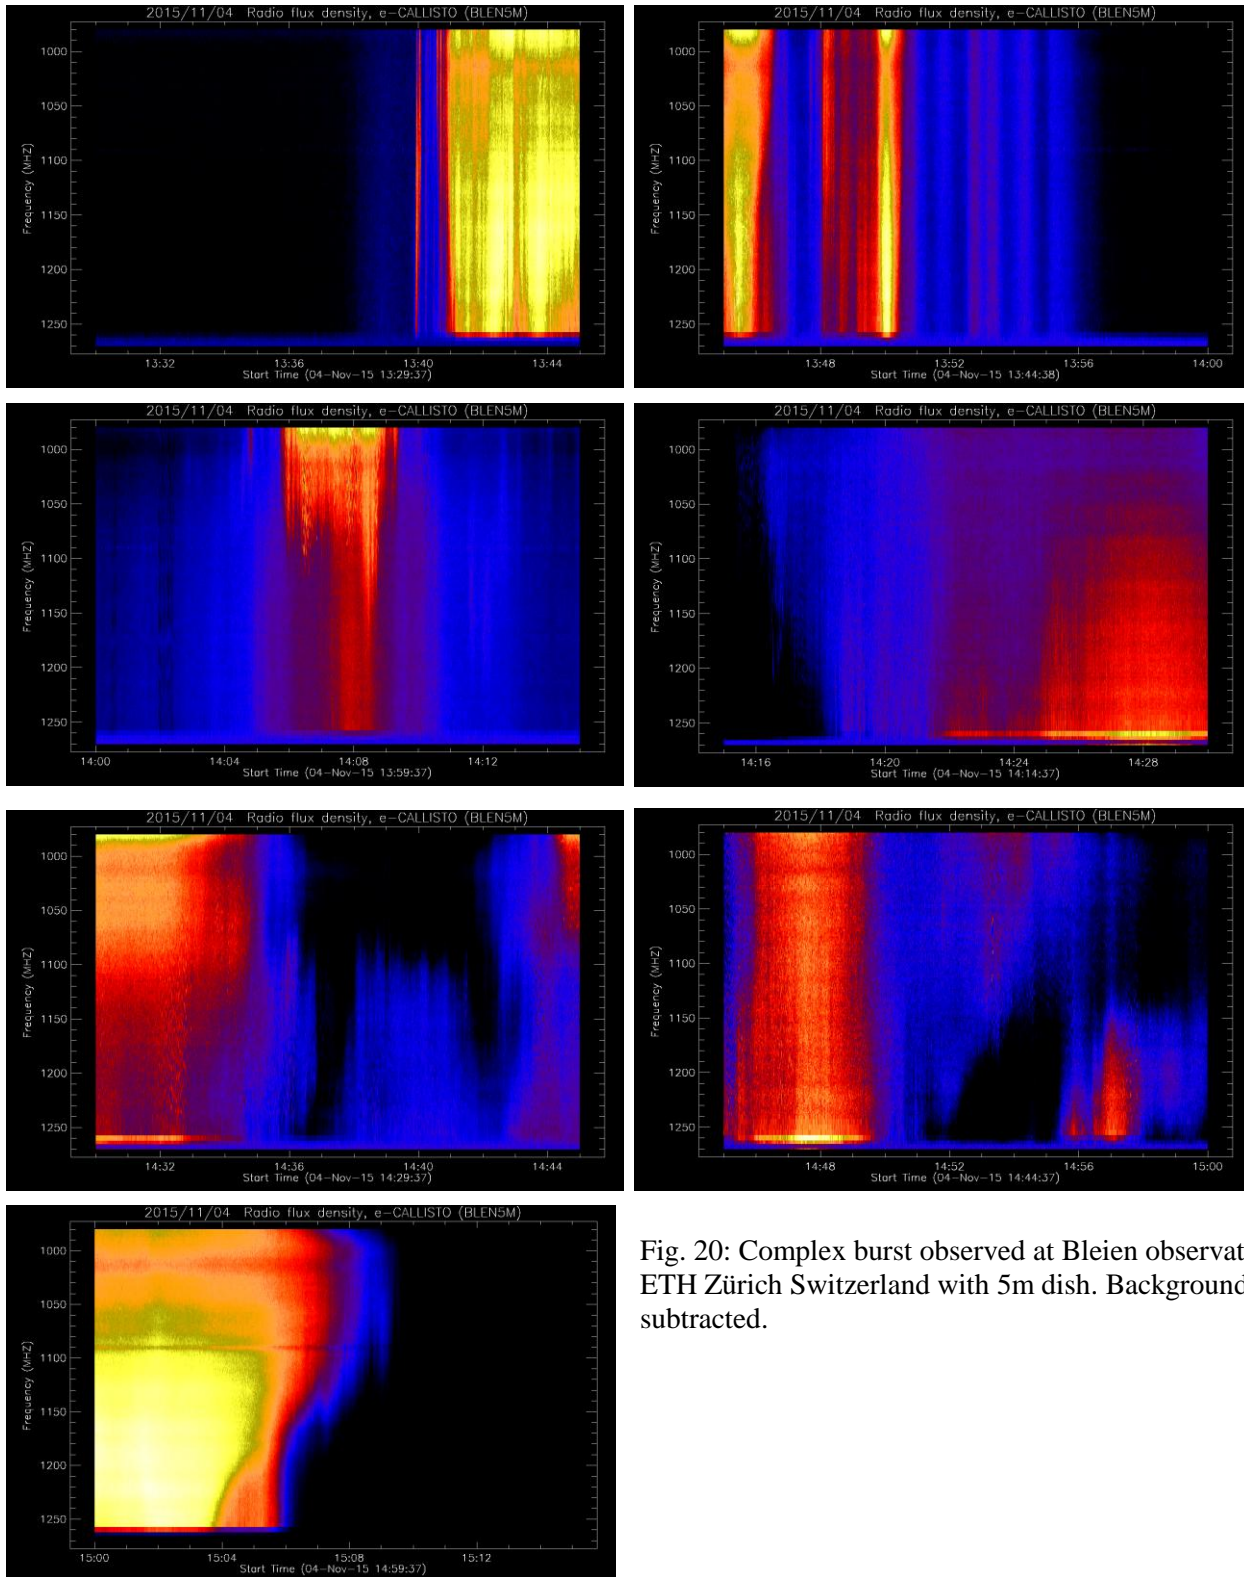 2015/11/04 Radio flux density, e-CALLISTO (BLEN5M)
Frequency (MHZ)
1000
1050
1100
1150
1200
1250
13:32 13:36 13:40 13:44
Start Time (04-Nov-15 13:29:37)
2015/11/04 Radio flux density, e-CALLISTO (BLEN5M)
Frequency (MHZ)
1000
1050
1100
1150
1200
1250
13:48 13:52 13:56 14:00
Start Time (04-Nov-15 13:44:38)
2015/11/04 Radio flux density, e-CALLISTO (BLEN5M)
Frequency (MHZ)
1000
1050
1100
1150
1200
1250
14:00 14:04 14:08 14:12
Start Time (04-Nov-15 13:59:37)
2015/11/04 Radio flux density, e-CALLISTO (BLEN5M)
Frequency (MHZ)
1000
1050
1100
1150
1200
1250
14:16 14:20 14:24 14:28
Start Time (04-Nov-15 14:14:37)
2015/11/04 Radio flux density, e-CALLISTO (BLEN5M)
Frequency (MHZ)
1000
1050
1100
1150
1200
1250
14:32 14:36 14:40 14:44
Start Time (04-Nov-15 14:29:37)
2015/11/04 Radio flux density, e-CALLISTO (BLEN5M)
Frequency (MHZ)
1000
1050
1100
1150
1200
1250
14:48 14:52 14:56 15:00
Start Time (04-Nov-15 14:44:37)
2015/11/04 Radio flux density, e-CALLISTO (BLEN5M)
Frequency (MHZ)
1000
1050
1100
1150
1200
1250
15:00 15:04 15:08 15:12
Start Time (04-Nov-15 14:59:37)
Fig. 20: Complex burst observed at Bleien observat
ETH Zürich Switzerland with 5m dish. Background
subtracted.